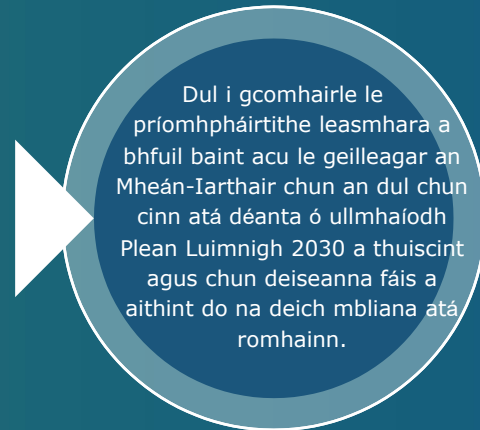 Dul i gcomhairle le
príomhpháirtithe leasmhara a
bhfuil baint acu le geilleagar an
Mheán-Iarthair chun an dul chun
cinn atá déanta ó ullmhaíodh
Plean Luimnigh 2030 a thuiscint
agus chun deiseanna fáis a
aithint do na deich mbliana atá
romhainn.